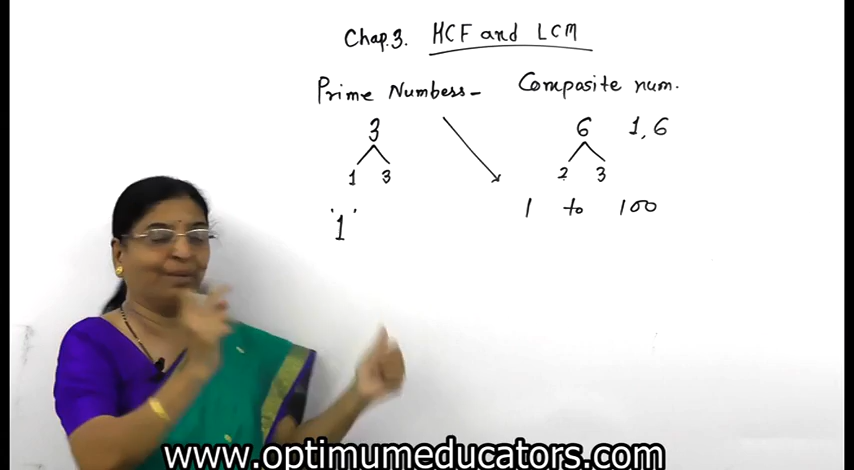 Chap.3. HCF and LCM
Prime Numbers- Composite num.
3 6 1,6
1 3 2 3
'1' 1 to 100
www.optimumeducators.com